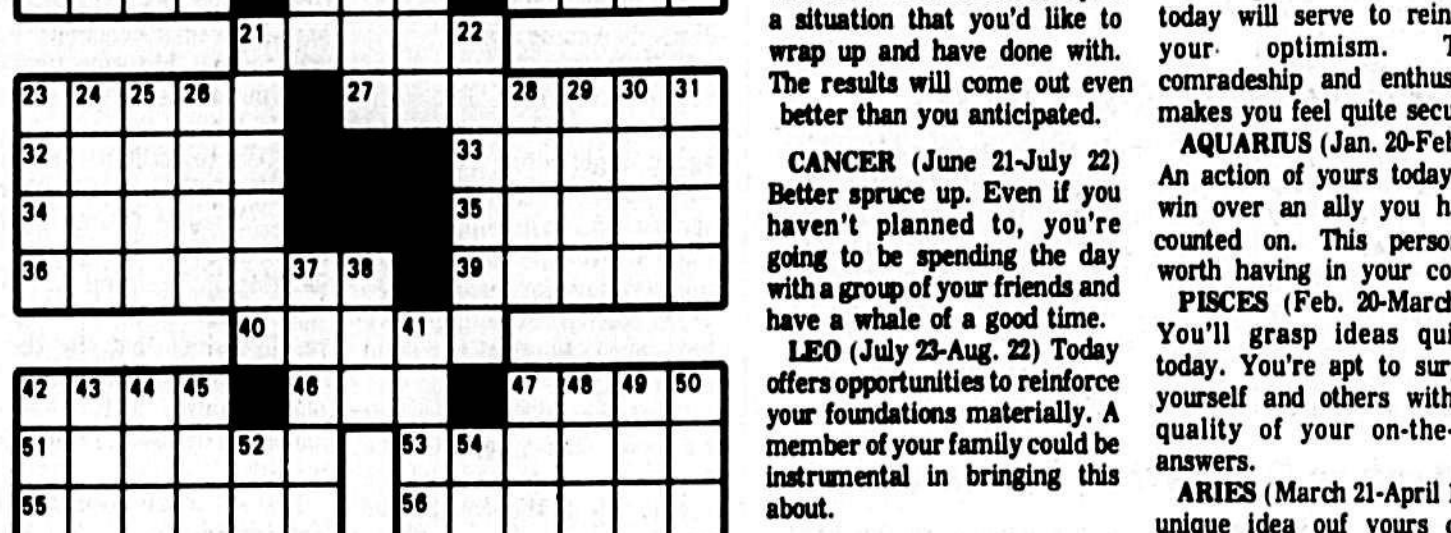 21 22
23 24 25 26 27 28 29 30 31
32 33
34 35
36 37 38 39
40 41
42 43 44 45 46 47 48 49 50
51 52 53 54
55 56
a situation that you'd like to
wrap up and have done with.
The results will come out even
better than you anticipated.
CANCER (June 21-July 22)
Better spruce up. Even if you
haven't planned to, you're
going to be spending the day
with a group of your friends and
have a whale of a good time.
LEO (July 23-Aug. 22) Today
offers opportunities to reinforce
your foundations materially. A
member of your family could be
instrumental in bringing this
about.
today will serve to rein
your optimism. T
comradeship and enthus
makes you feel quite secu
AQUARIUS (Jan. 20-Feb
An action of yours today
win over an ally you h
counted on. This perso
worth having in your co
PISCES (Feb. 20-March
You'll grasp ideas qui
today. You're apt to sur
yourself and others with
quality of your on-the-
answers.
ARIES (March 21-April 1
unique idea ouf yours c